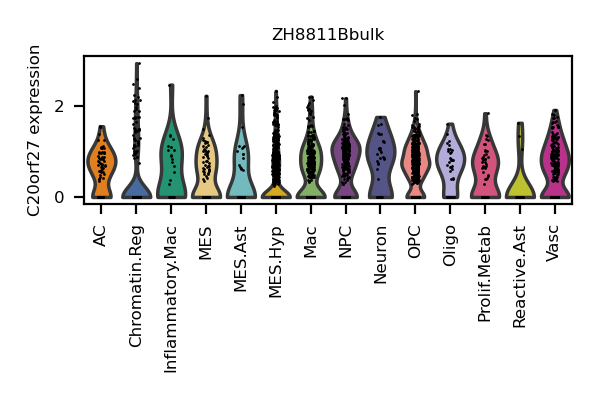 ZH8811Bbulk
C20orf27 expression
2
0
AC
Chromatin.Reg
Inflammatory.Mac
MES
MES.Ast
MES.Hyp
Mac
NPC
Neuron
OPC
Oligo
Prolif.Metab
Reactive.Ast
Vasc